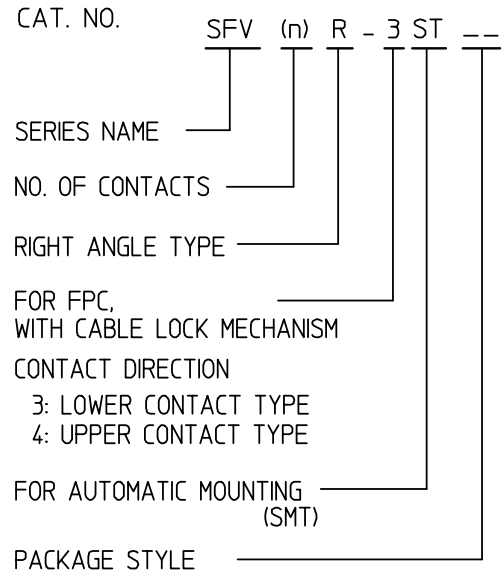 CAT. NO. SFV (n) R - 3 ST _ _
SERIES NAME
NO. OF CONTACTS
RIGHT ANGLE TYPE
FOR FPC,
WITH CABLE LOCK MECHANISM
CONTACT DIRECTION
3: LOWER CONTACT TYPE
4: UPPER CONTACT TYPE
FOR AUTOMATIC MOUNTING
(SMT)
PACKAGE STYLE